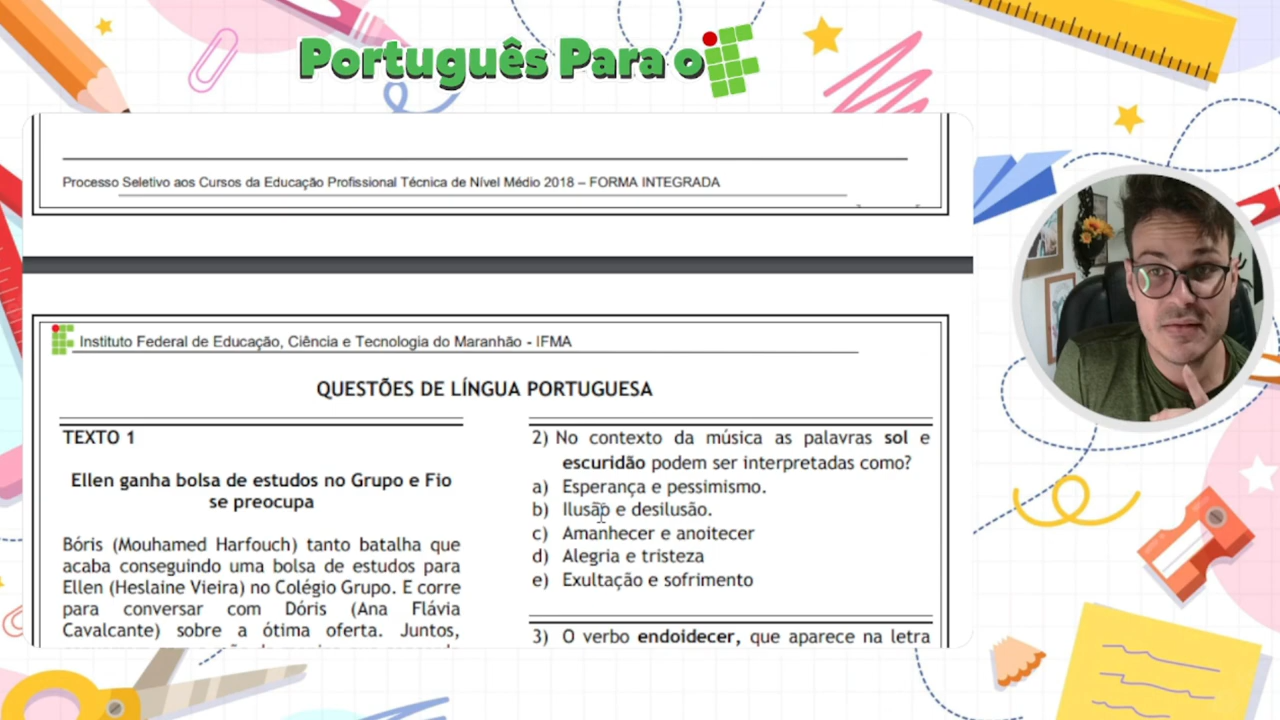 Português Para o
Processo Seletivo aos Cursos da Educação Profissional Técnica de Nível Médio 2018 – FORMA INTEGRADA
Instituto Federal de Educação, Ciência e Tecnologia do Maranhão - IFMA
QUESTÕES DE LÍNGUA PORTUGUESA
TEXTO 1
Ellen ganha bolsa de estudos no Grupo e Fio
se preocupa
Bóris (Mouhamed Harfouch) tanto batalha que
acaba conseguindo uma bolsa de estudos para
Ellen (Heslaine Vieira) no Colégio Grupo. E corre
para conversar com Dóris (Ana Flávia
Cavalcante) sobre a ótima oferta. Juntos,
2) No contexto da música as palavras sol e
escuridão podem ser interpretadas como?
a) Esperança e pessimismo.
b) Ilusão e desilusão.
c) Amanhecer e anoitecer
d) Alegria e tristeza
e) Exultação e sofrimento
3) O verbo endoidecer, que aparece na letra